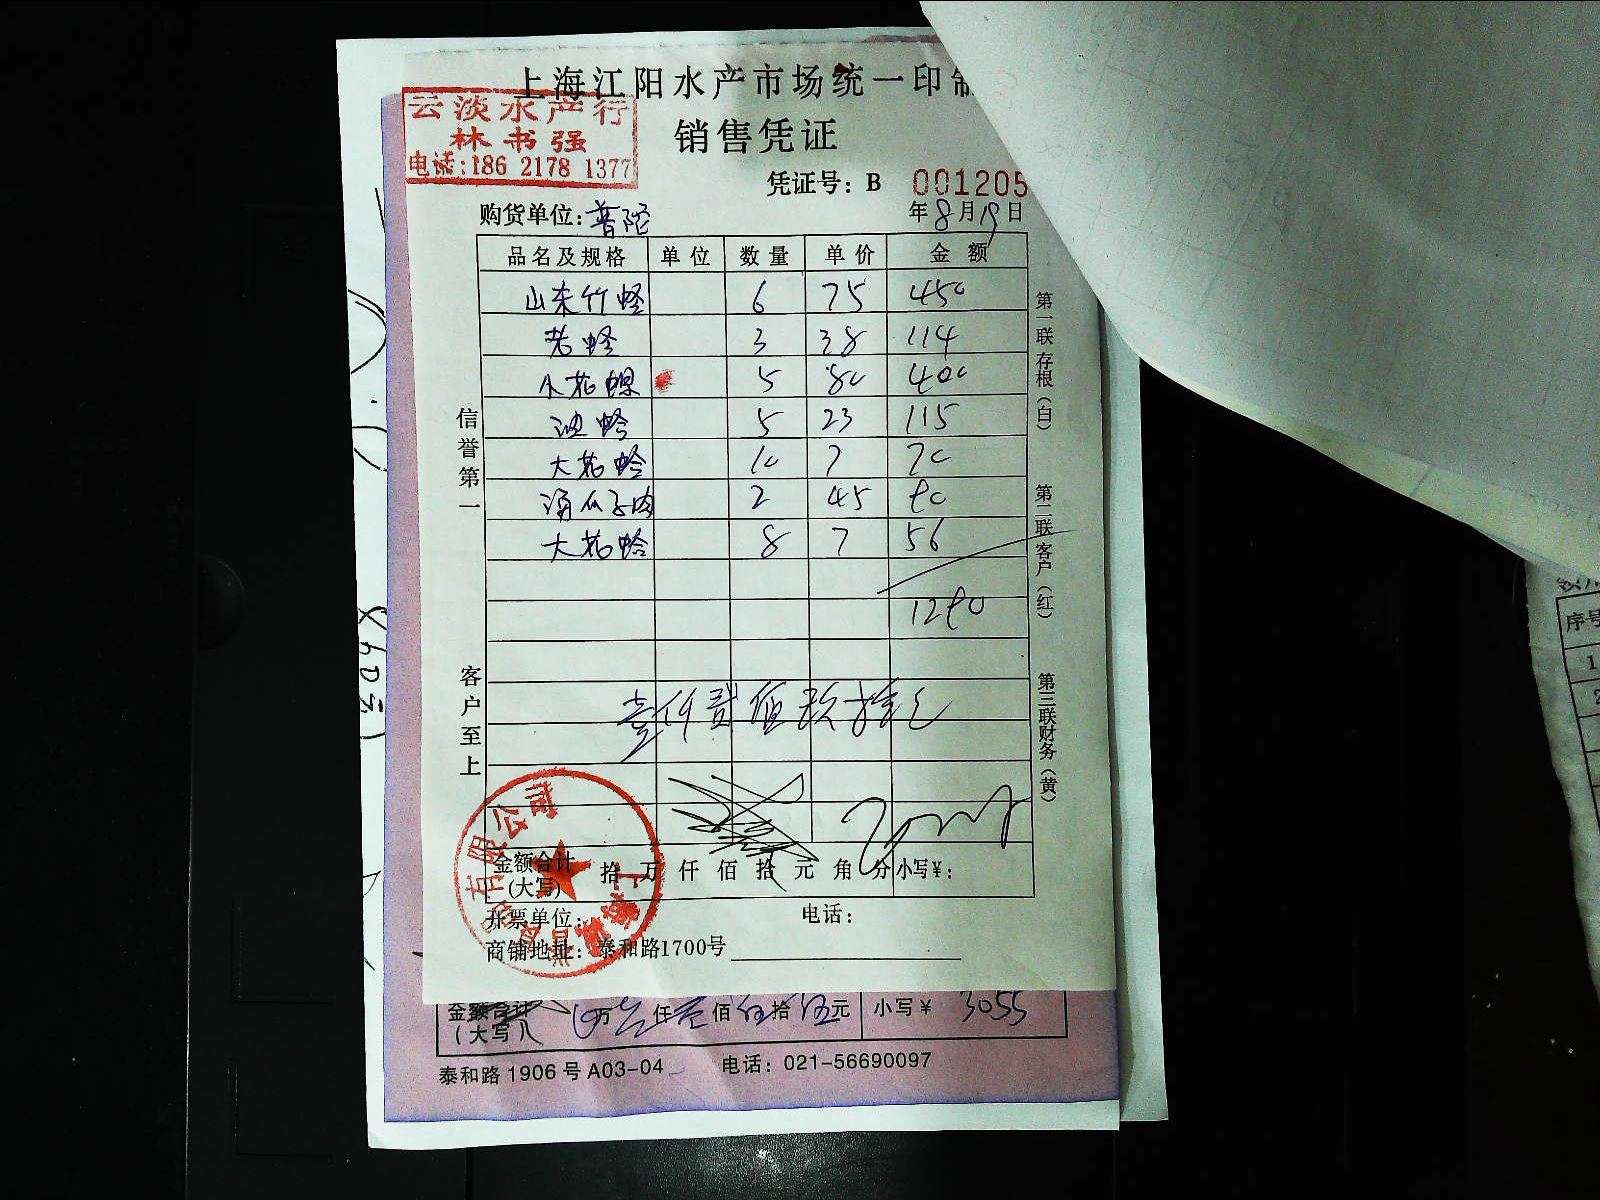 上海江阳水产市场统一印制
云淡水产行
林书强
电话:186 2178 1377
销售凭证
凭证号: B 001205
购货单位: 普陀 年 8 月 19 日
品名及规格 单位 数量 单价 金额
山东竹蛏 6 75 450
老蛏 3 38 114
小花螺 5 80 400
油蛤 5 23 115
大花蛤 10 7 70
海瓜子肉 2 45 90
大花蛤 8 7 56
1290
壹仟贰佰玖拾元
信誉第一
客户至上
第一联存根(白)
第二联客户(红)
第三联财务(黄)
金额合计(大写) 拾 万 仟 佰 拾 元 角 分 小写¥:
开票单位: 电话:
商铺地址: 泰和路1700号
金额合计(大写) 万 仟 佰 拾 伍元 小写¥ 3055
泰和路1906号A03-04 电话: 021-56690097
序号
1
2